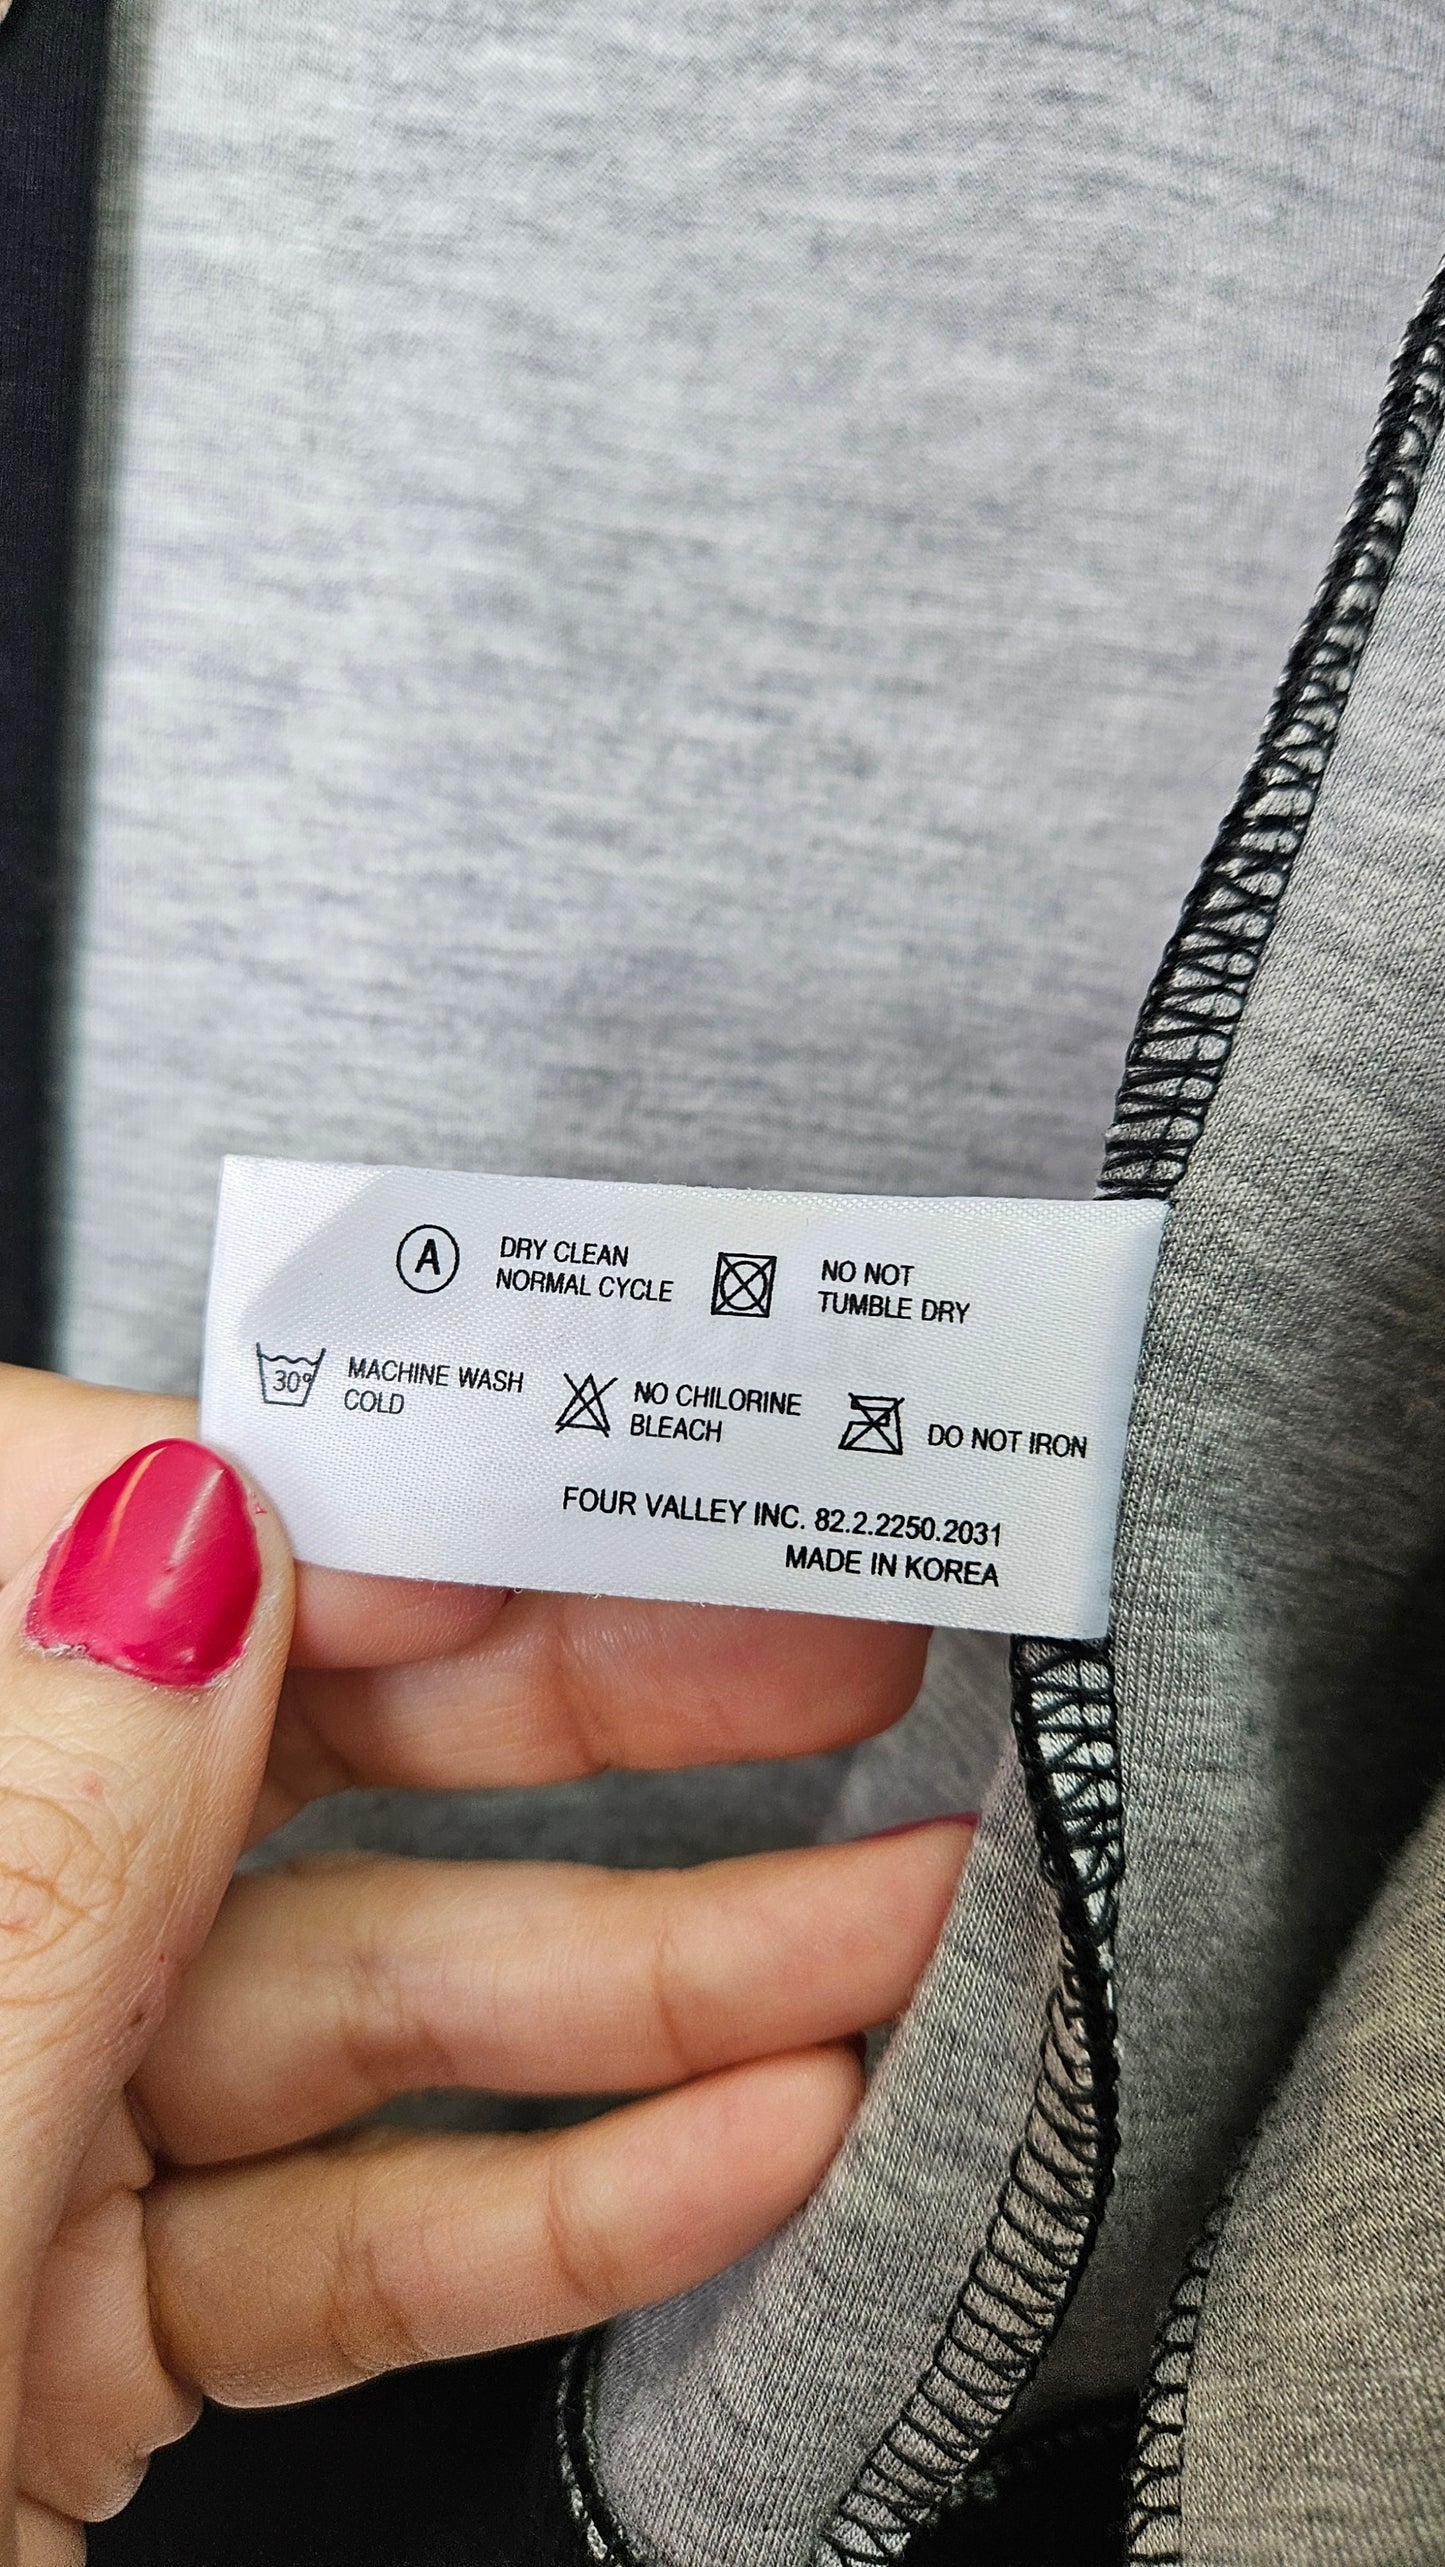 A DRY CLEAN
NORMAL CYCLE
NO NOT
TUMBLE DRY
30° MACHINE WASH
COLD
NO CHILORINE
BLEACH
DO NOT IRON
FOUR VALLEY INC. 82.2.2250.2031
MADE IN KOREA